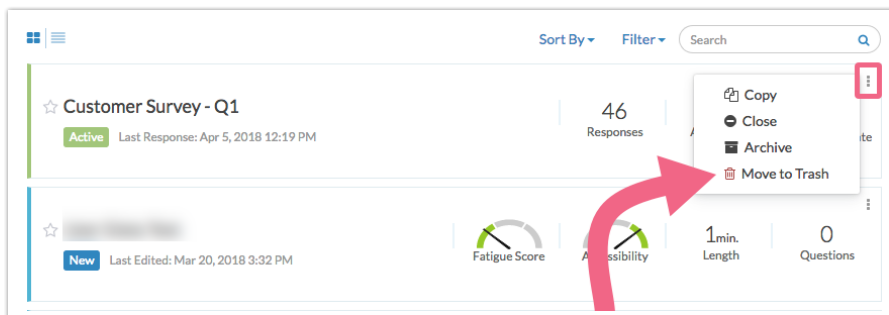 Sort By Filter Search
Customer Survey - Q1
Active Last Response: Apr 5, 2018 12:19 PM
46
Responses
Copy
Close
Archive
Move to Trash
New Last Edited: Mar 20, 2018 3:32 PM
Fatigue Score
1min.
Length
0
Questions